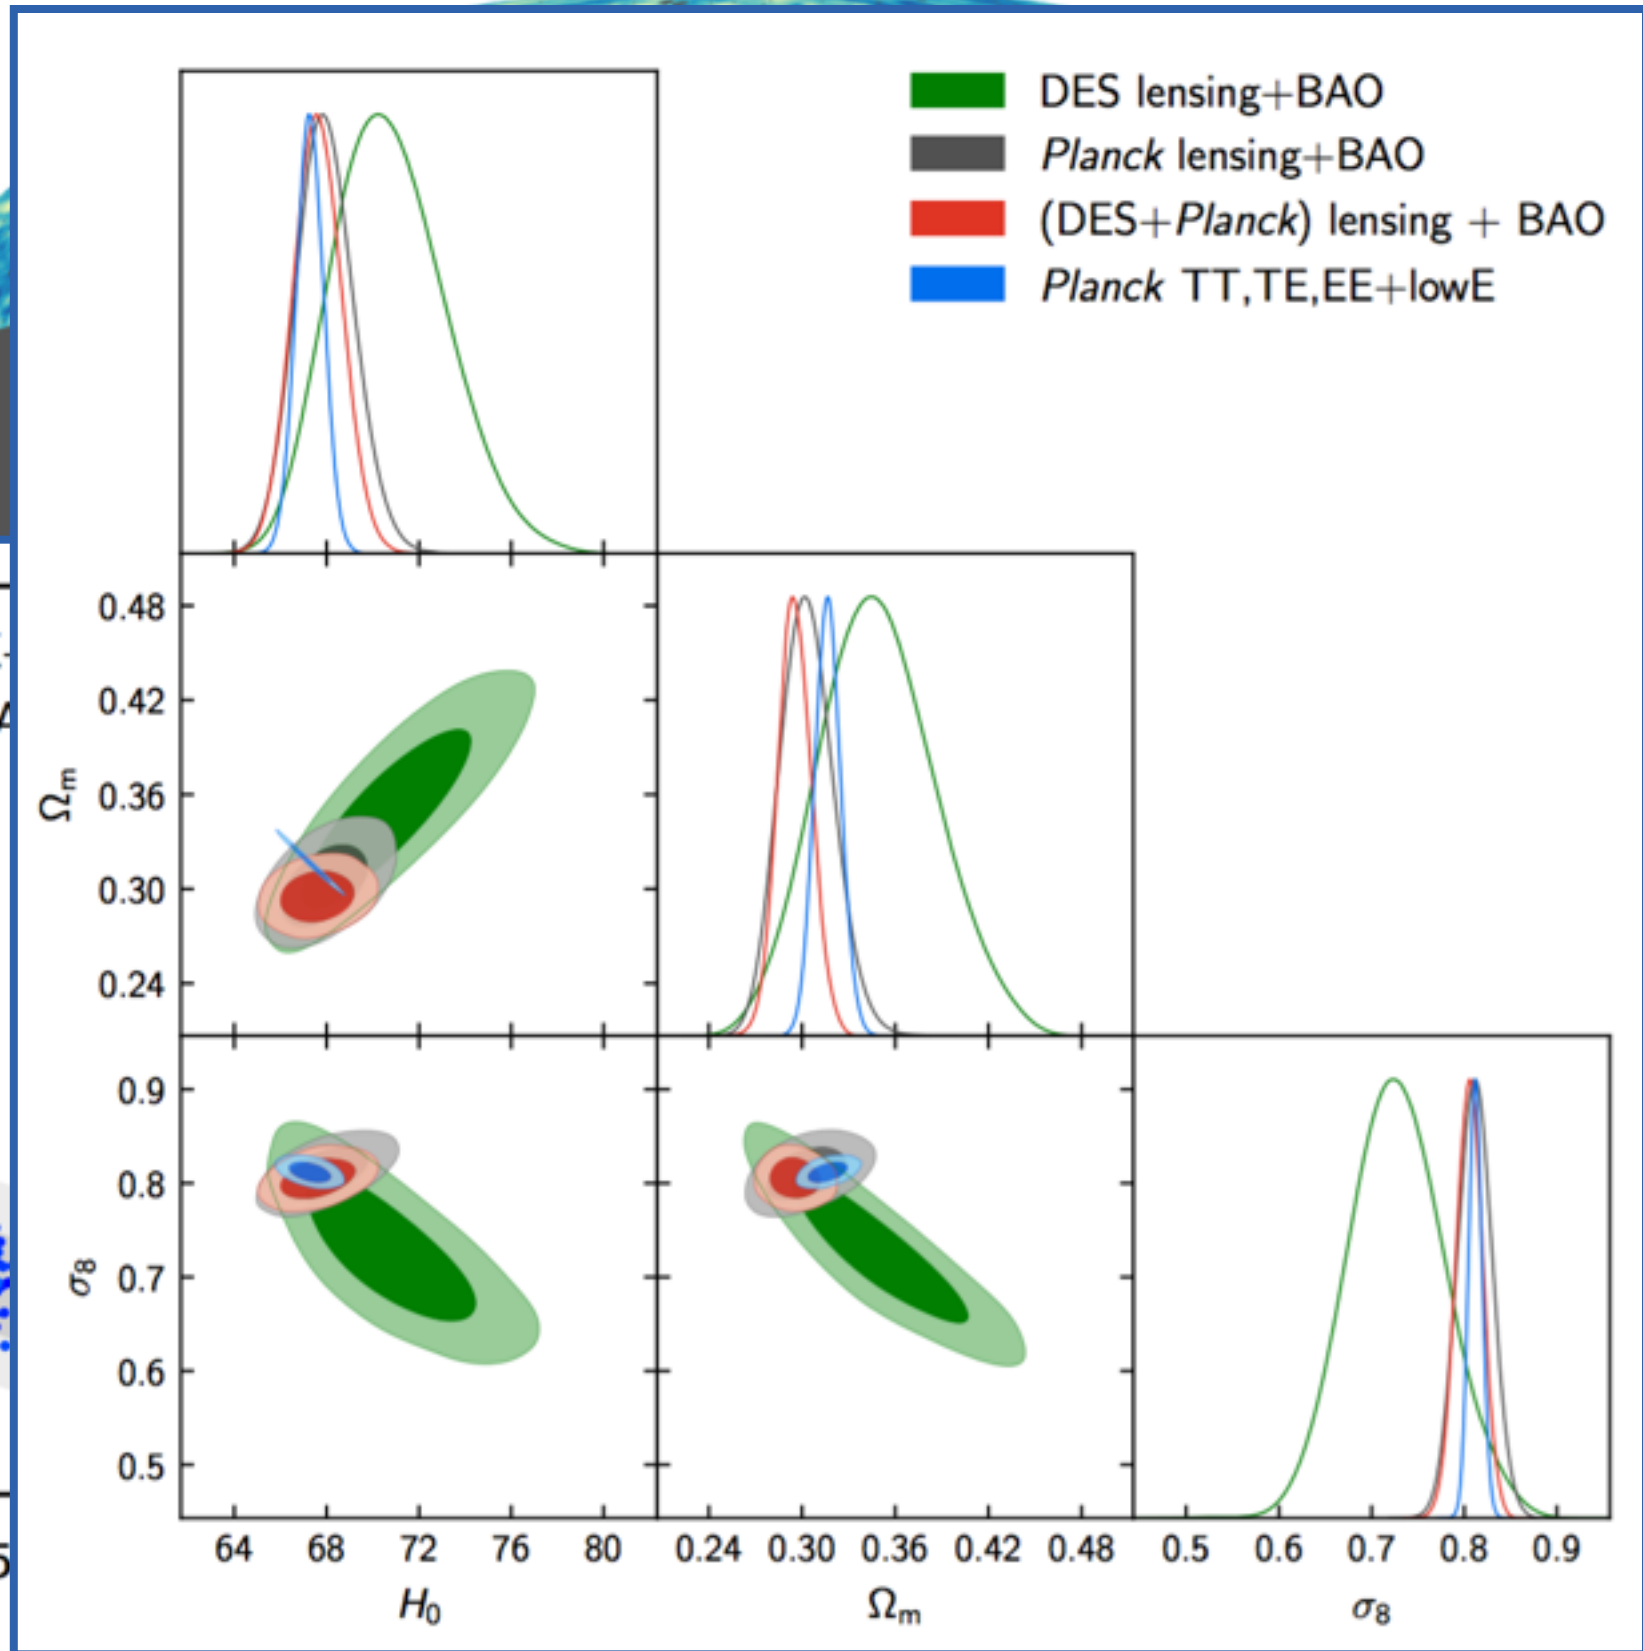 DES lensing+BAO
Planck lensing+BAO
(DES+Planck) lensing + BAO
Planck TT,TE,EE+lowE
0.48
0.42
0.36
0.30
0.24
Ωm
0.9
0.8
0.7
0.6
0.5
σ8
64 68 72 76 80
0.24 0.30 0.36 0.42 0.48
0.5 0.6 0.7 0.8 0.9
H0
Ωm
σ8